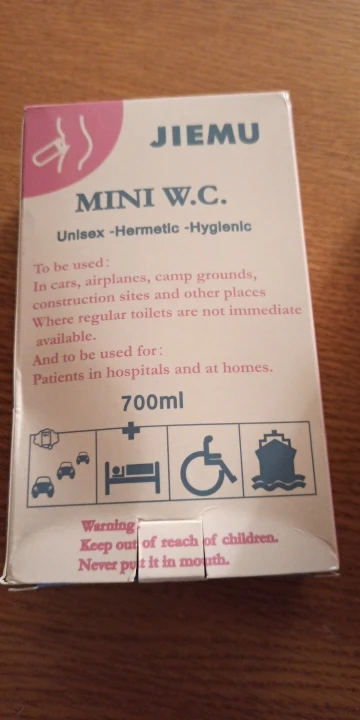 JIEMU
MINI W.C.
Unisex -Hermetic -Hygienic
To be used:
In cars, airplanes, camp grounds,
construction sites and other places
Where regular toilets are not immediate
available.
And to be used for:
Patients in hospitals and at homes.
700ml
Warning
Keep out of reach of children.
Never put it in mouth.